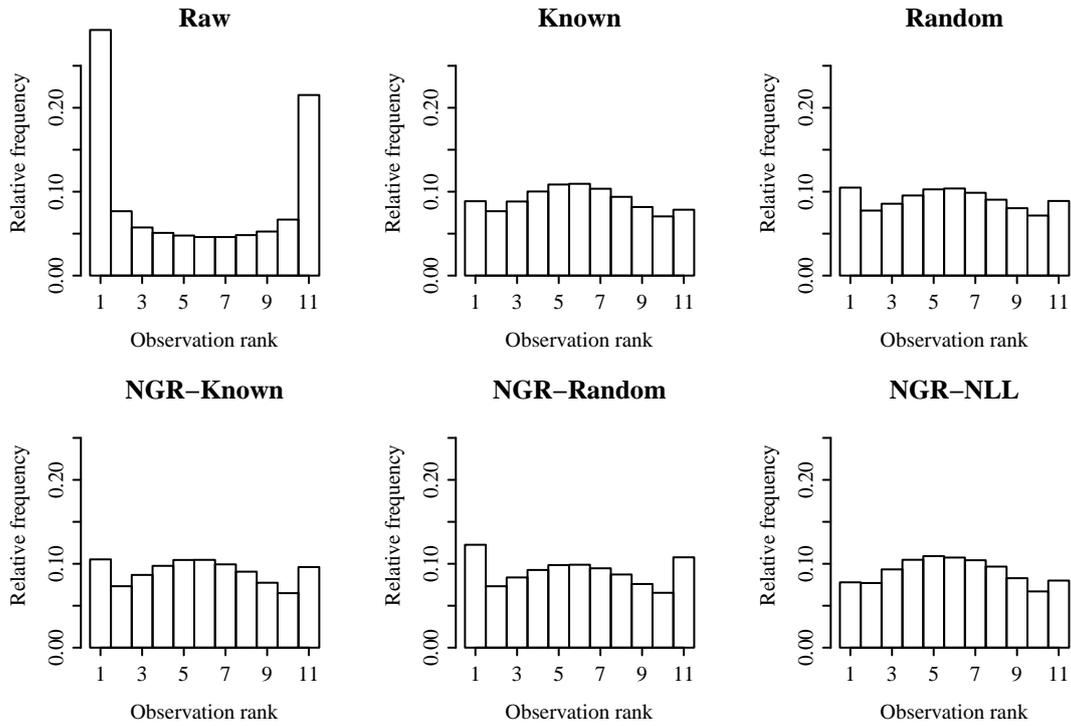 Raw Known Random
Relative frequency
0.00 0.10 0.20
1 3 5 7 9 11
Observation rank
Relative frequency
0.00 0.10 0.20
1 3 5 7 9 11
Observation rank
Relative frequency
0.00 0.10 0.20
1 3 5 7 9 11
Observation rank
NGR−Known NGR−Random NGR−NLL
Relative frequency
0.00 0.10 0.20
1 3 5 7 9 11
Observation rank
Relative frequency
0.00 0.10 0.20
1 3 5 7 9 11
Observation rank
Relative frequency
0.00 0.10 0.20
1 3 5 7 9 11
Observation rank